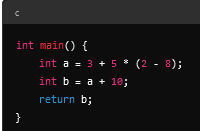 c
int main() {
    int a = 3 + 5 * (2 - 8);
    int b = a + 10;
    return b;
}